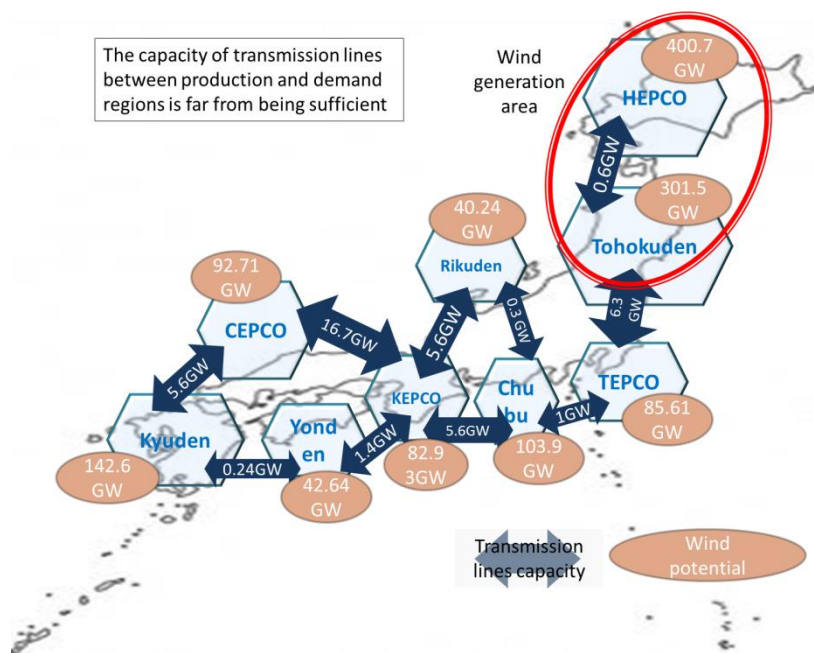 The capacity of transmission lines
between production and demand
regions is far from being sufficient
Wind
generation
area
400.7
GW
HEPCO
0.6GW
301.5
GW
Tohokuden
40.24
GW
Rikuden
92.71
GW
CEPCO
16.7GW
5.6GW
0.3 GW
6.3
GW
5.6GW
KEPCO
Chu
bu
TEPCO
Kyuden
Yond
en
1.4GW
5.6GW
1GW
85.61
GW
142.6
GW
0.24GW
42.64
GW
82.9
3GW
103.9
GW
Transmission
lines capacity
Wind
potential